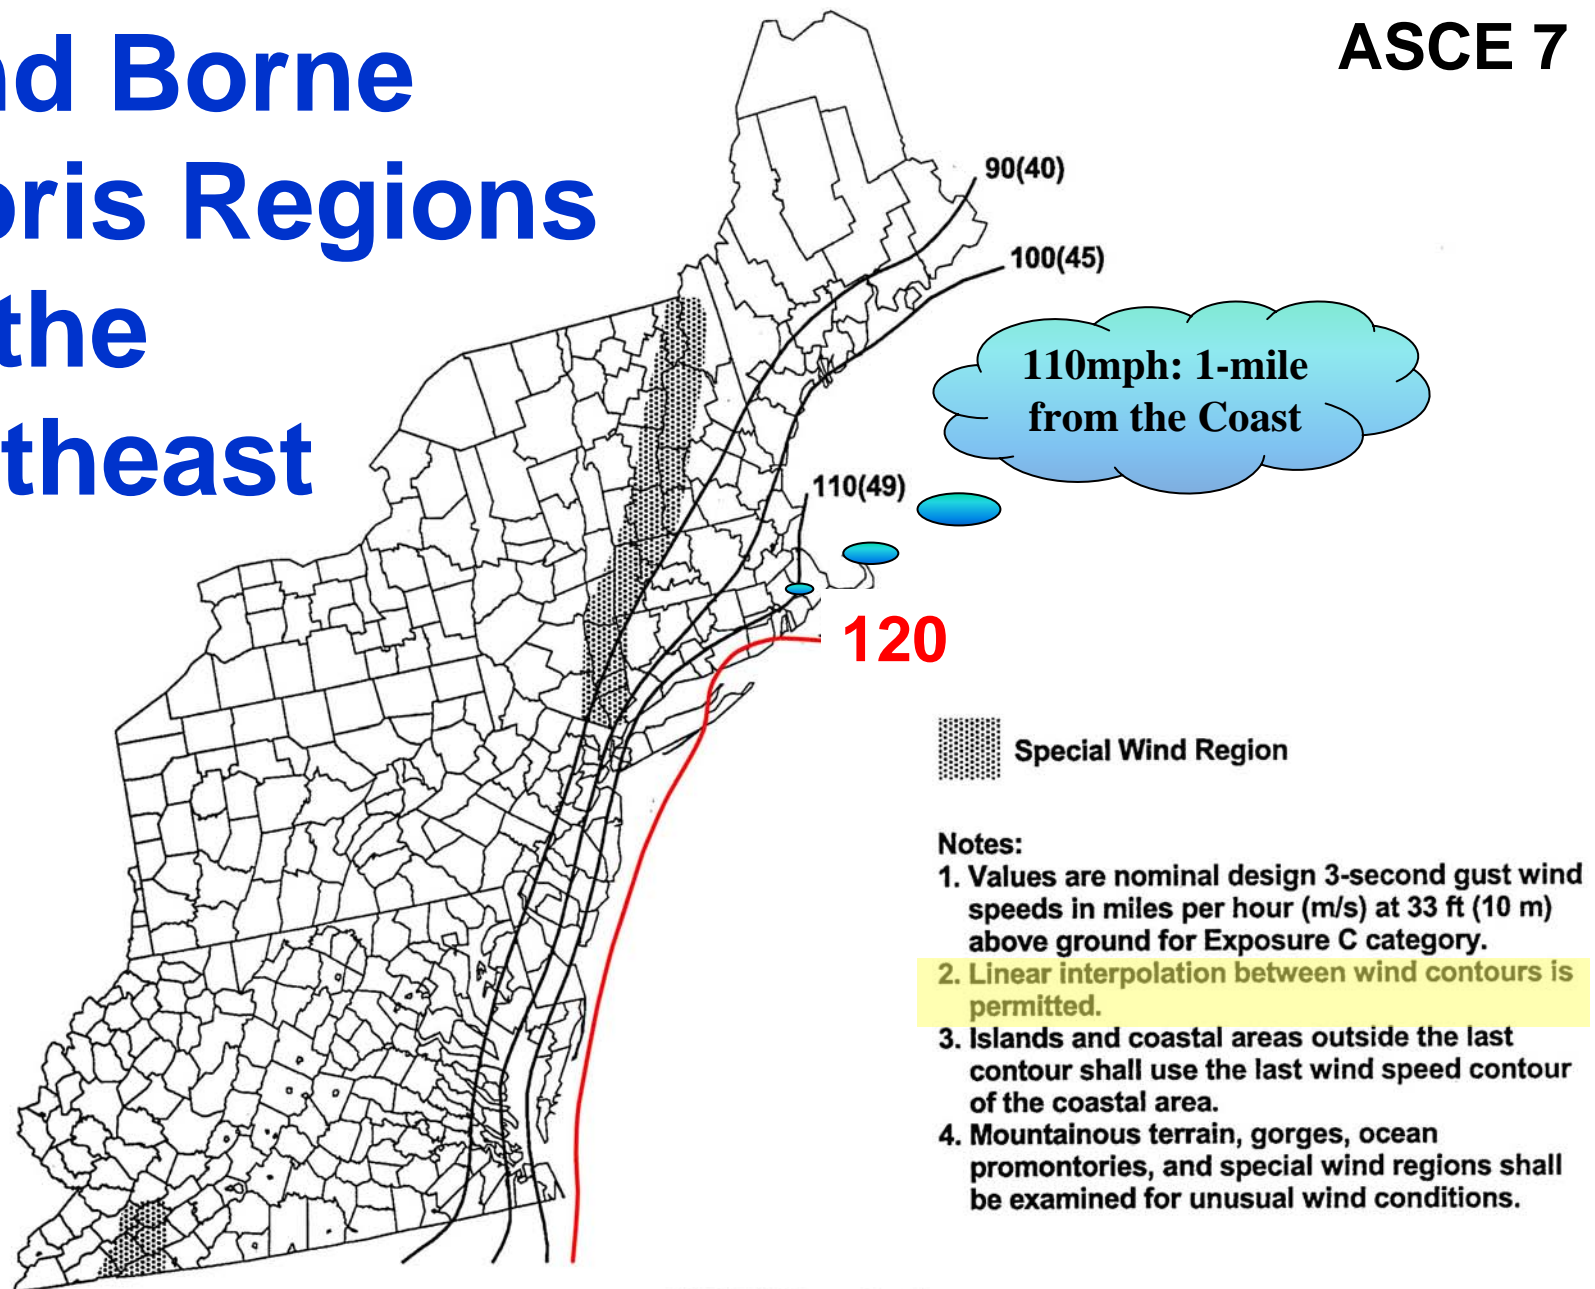 nd Borne
bris Regions
the
theast
ASCE 7
90(40)
100(45)
110mph: 1-mile
from the Coast
110(49)
120
Special Wind Region
Notes:
1. Values are nominal design 3-second gust wind
speeds in miles per hour (m/s) at 33 ft (10 m)
above ground for Exposure C category.
2. Linear interpolation between wind contours is
permitted.
3. Islands and coastal areas outside the last
contour shall use the last wind speed contour
of the coastal area.
4. Mountainous terrain, gorges, ocean
promontories, and special wind regions shall
be examined for unusual wind conditions.